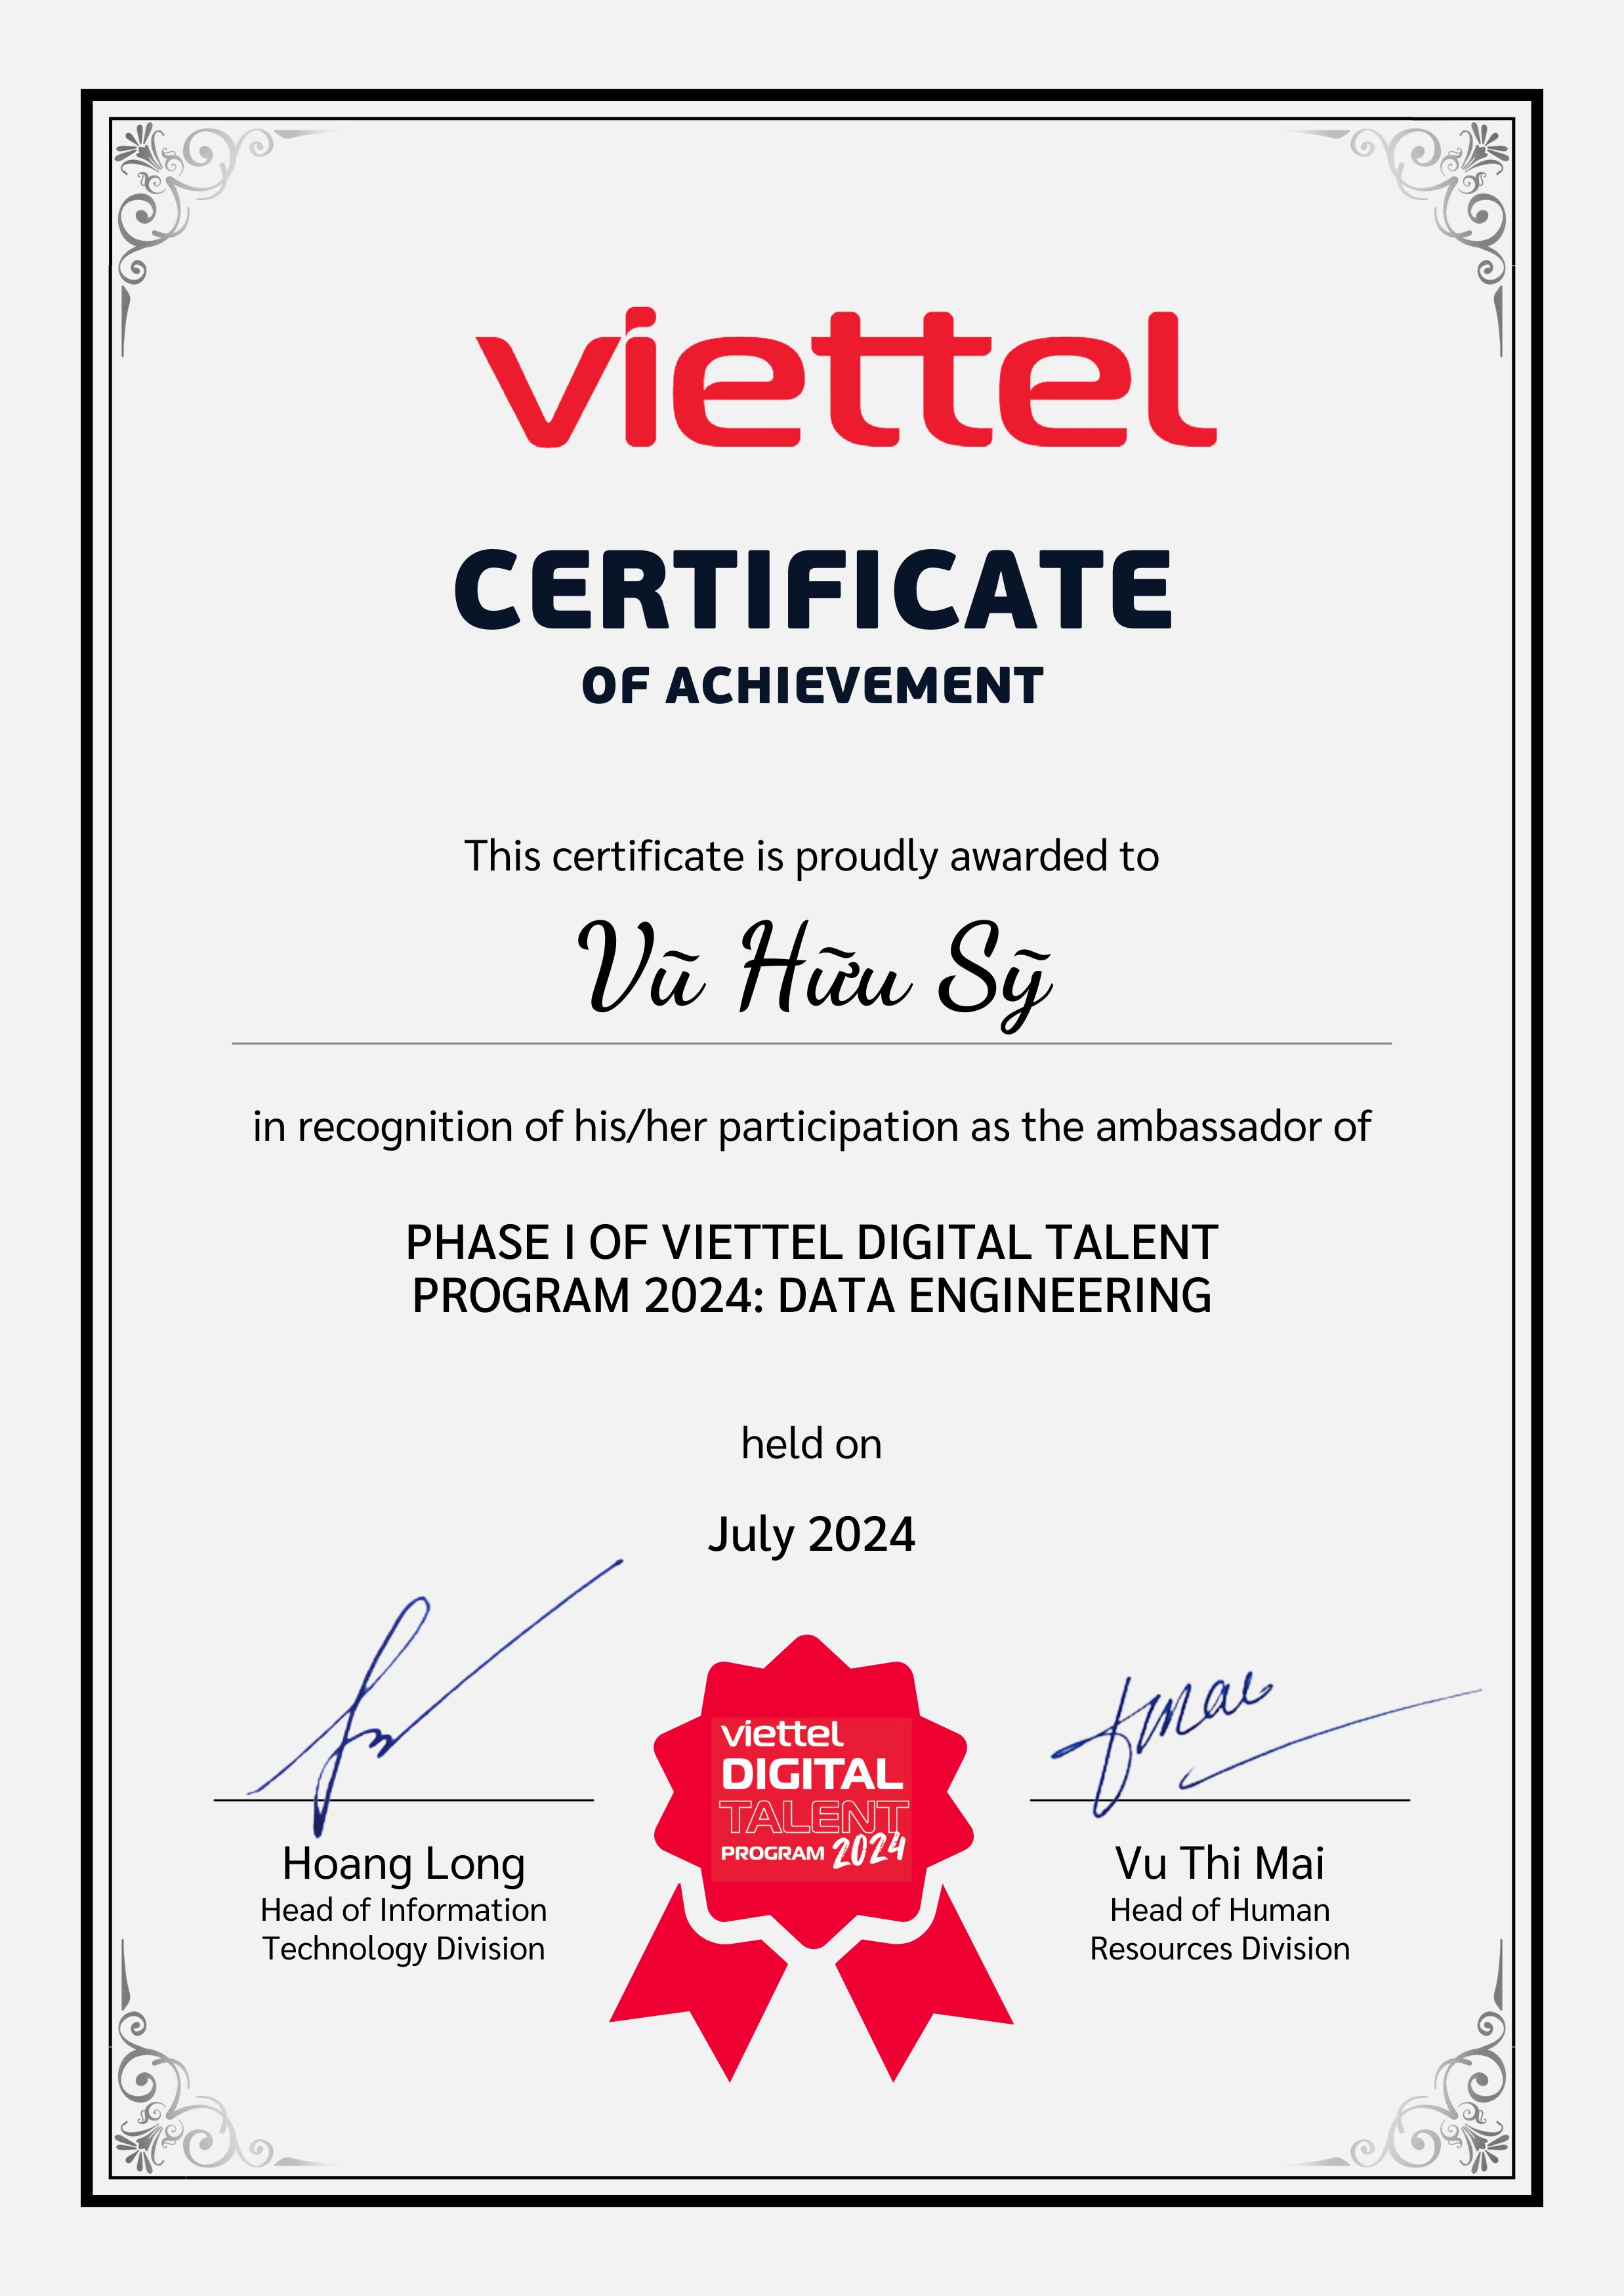 viettel
CERTIFICATE
OF ACHIEVEMENT
This certificate is proudly awarded to
Vũ Hữu Sỹ
in recognition of his/her participation as the ambassador of
PHASE I OF VIETTEL DIGITAL TALENT
PROGRAM 2024: DATA ENGINEERING
held on
July 2024
Hoang Long
Head of Information
Technology Division
viettel
DIGITAL
TALENT
PROGRAM 2024
Vu Thi Mai
Head of Human
Resources Division